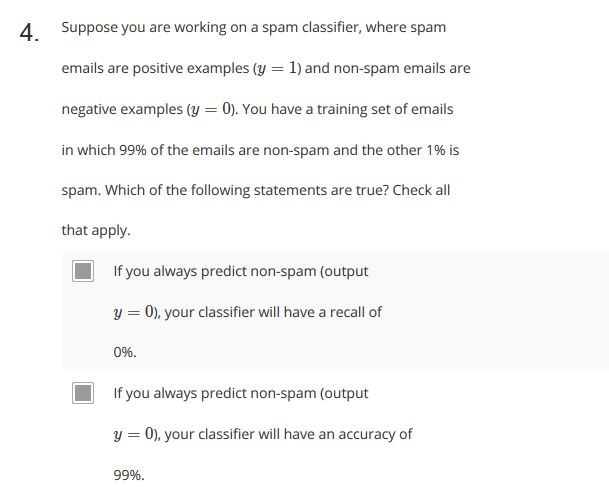 4. Suppose you are working on a spam classifier, where spam
emails are positive examples (y = 1) and non-spam emails are
negative examples (y = 0). You have a training set of emails
in which 99% of the emails are non-spam and the other 1% is
spam. Which of the following statements are true? Check all
that apply.
If you always predict non-spam (output
y = 0), your classifier will have a recall of
0%.
If you always predict non-spam (output
y = 0), your classifier will have an accuracy of
99%.